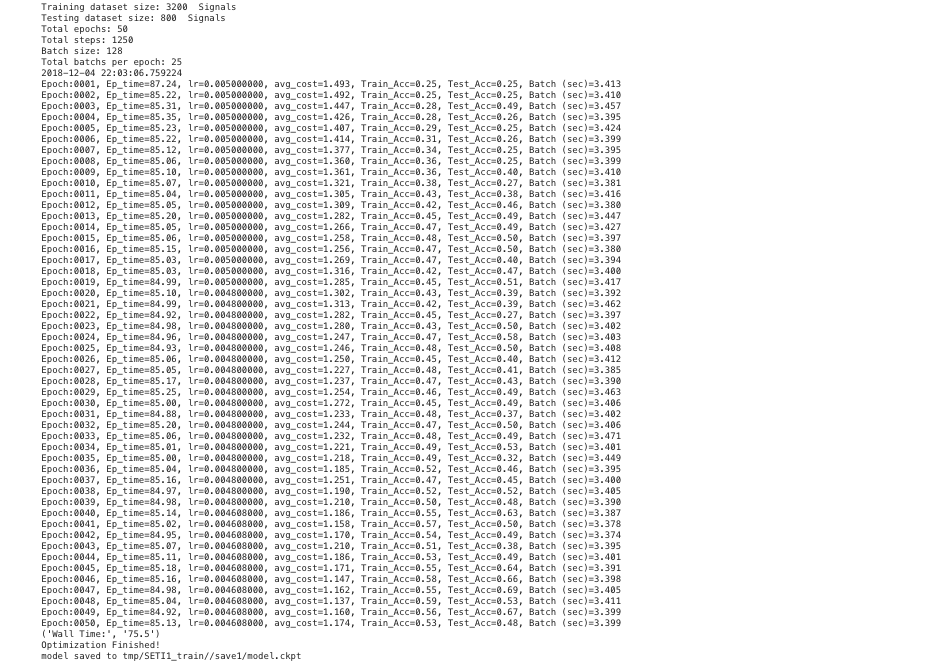 Training dataset size: 3200  Signals
Testing dataset size: 800  Signals
Total epochs: 50
Total steps: 1250
Batch size: 128
Total batchs per epoch: 25
2018-12-04 22:03:06.759224
Epoch:0001, Ep_time=87.24, lr=0.005000000, avg_cost=1.493, Train_Acc=0.25, Test_Acc=0.25, Batch (sec)=3.413
Epoch:0002, Ep_time=85.22, lr=0.005000000, avg_cost=1.492, Train_Acc=0.25, Test_Acc=0.25, Batch (sec)=3.410
Epoch:0003, Ep_time=85.31, lr=0.005000000, avg_cost=1.447, Train_Acc=0.28, Test_Acc=0.49, Batch (sec)=3.457
Epoch:0004, Ep_time=85.35, lr=0.005000000, avg_cost=1.426, Train_Acc=0.28, Test_Acc=0.26, Batch (sec)=3.395
Epoch:0005, Ep_time=85.23, lr=0.005000000, avg_cost=1.407, Train_Acc=0.29, Test_Acc=0.25, Batch (sec)=3.424
Epoch:0006, Ep_time=85.22, lr=0.005000000, avg_cost=1.414, Train_Acc=0.31, Test_Acc=0.26, Batch (sec)=3.399
Epoch:0007, Ep_time=85.12, lr=0.005000000, avg_cost=1.377, Train_Acc=0.34, Test_Acc=0.25, Batch (sec)=3.395
Epoch:0008, Ep_time=85.06, lr=0.005000000, avg_cost=1.360, Train_Acc=0.36, Test_Acc=0.25, Batch (sec)=3.399
Epoch:0009, Ep_time=85.10, lr=0.005000000, avg_cost=1.361, Train_Acc=0.36, Test_Acc=0.40, Batch (sec)=3.410
Epoch:0010, Ep_time=85.07, lr=0.005000000, avg_cost=1.321, Train_Acc=0.38, Test_Acc=0.27, Batch (sec)=3.381
Epoch:0011, Ep_time=85.04, lr=0.005000000, avg_cost=1.305, Train_Acc=0.43, Test_Acc=0.38, Batch (sec)=3.416
Epoch:0012, Ep_time=85.05, lr=0.005000000, avg_cost=1.309, Train_Acc=0.42, Test_Acc=0.46, Batch (sec)=3.380
Epoch:0013, Ep_time=85.20, lr=0.005000000, avg_cost=1.282, Train_Acc=0.45, Test_Acc=0.49, Batch (sec)=3.447
Epoch:0014, Ep_time=85.05, lr=0.005000000, avg_cost=1.266, Train_Acc=0.47, Test_Acc=0.49, Batch (sec)=3.427
Epoch:0015, Ep_time=85.06, lr=0.005000000, avg_cost=1.258, Train_Acc=0.48, Test_Acc=0.50, Batch (sec)=3.397
Epoch:0016, Ep_time=85.15, lr=0.005000000, avg_cost=1.256, Train_Acc=0.47, Test_Acc=0.50, Batch (sec)=3.380
Epoch:0017, Ep_time=85.03, lr=0.005000000, avg_cost=1.269, Train_Acc=0.47, Test_Acc=0.40, Batch (sec)=3.394
Epoch:0018, Ep_time=85.03, lr=0.005000000, avg_cost=1.316, Train_Acc=0.42, Test_Acc=0.47, Batch (sec)=3.400
Epoch:0019, Ep_time=84.99, lr=0.005000000, avg_cost=1.285, Train_Acc=0.45, Test_Acc=0.51, Batch (sec)=3.417
Epoch:0020, Ep_time=85.10, lr=0.004800000, avg_cost=1.302, Train_Acc=0.43, Test_Acc=0.39, Batch (sec)=3.392
Epoch:0021, Ep_time=84.99, lr=0.004800000, avg_cost=1.313, Train_Acc=0.42, Test_Acc=0.39, Batch (sec)=3.462
Epoch:0022, Ep_time=84.92, lr=0.004800000, avg_cost=1.282, Train_Acc=0.45, Test_Acc=0.27, Batch (sec)=3.397
Epoch:0023, Ep_time=84.98, lr=0.004800000, avg_cost=1.280, Train_Acc=0.43, Test_Acc=0.50, Batch (sec)=3.402
Epoch:0024, Ep_time=84.96, lr=0.004800000, avg_cost=1.247, Train_Acc=0.47, Test_Acc=0.58, Batch (sec)=3.403
Epoch:0025, Ep_time=84.93, lr=0.004800000, avg_cost=1.246, Train_Acc=0.48, Test_Acc=0.50, Batch (sec)=3.408
Epoch:0026, Ep_time=85.06, lr=0.004800000, avg_cost=1.250, Train_Acc=0.45, Test_Acc=0.40, Batch (sec)=3.412
Epoch:0027, Ep_time=85.05, lr=0.004800000, avg_cost=1.227, Train_Acc=0.48, Test_Acc=0.41, Batch (sec)=3.385
Epoch:0028, Ep_time=85.17, lr=0.004800000, avg_cost=1.237, Train_Acc=0.47, Test_Acc=0.43, Batch (sec)=3.390
Epoch:0029, Ep_time=85.25, lr=0.004800000, avg_cost=1.254, Train_Acc=0.46, Test_Acc=0.49, Batch (sec)=3.463
Epoch:0030, Ep_time=85.00, lr=0.004800000, avg_cost=1.272, Train_Acc=0.45, Test_Acc=0.49, Batch (sec)=3.406
Epoch:0031, Ep_time=84.88, lr=0.004800000, avg_cost=1.233, Train_Acc=0.48, Test_Acc=0.37, Batch (sec)=3.402
Epoch:0032, Ep_time=85.20, lr=0.004800000, avg_cost=1.244, Train_Acc=0.47, Test_Acc=0.50, Batch (sec)=3.406
Epoch:0033, Ep_time=85.06, lr=0.004800000, avg_cost=1.232, Train_Acc=0.48, Test_Acc=0.49, Batch (sec)=3.471
Epoch:0034, Ep_time=85.01, lr=0.004800000, avg_cost=1.221, Train_Acc=0.49, Test_Acc=0.53, Batch (sec)=3.401
Epoch:0035, Ep_time=85.00, lr=0.004800000, avg_cost=1.218, Train_Acc=0.49, Test_Acc=0.32, Batch (sec)=3.449
Epoch:0036, Ep_time=85.04, lr=0.004800000, avg_cost=1.185, Train_Acc=0.52, Test_Acc=0.46, Batch (sec)=3.395
Epoch:0037, Ep_time=85.16, lr=0.004800000, avg_cost=1.251, Train_Acc=0.47, Test_Acc=0.45, Batch (sec)=3.400
Epoch:0038, Ep_time=84.97, lr=0.004800000, avg_cost=1.190, Train_Acc=0.52, Test_Acc=0.52, Batch (sec)=3.405
Epoch:0039, Ep_time=84.98, lr=0.004800000, avg_cost=1.210, Train_Acc=0.50, Test_Acc=0.48, Batch (sec)=3.390
Epoch:0040, Ep_time=85.14, lr=0.004608000, avg_cost=1.186, Train_Acc=0.55, Test_Acc=0.63, Batch (sec)=3.387
Epoch:0041, Ep_time=85.02, lr=0.004608000, avg_cost=1.158, Train_Acc=0.57, Test_Acc=0.50, Batch (sec)=3.378
Epoch:0042, Ep_time=84.95, lr=0.004608000, avg_cost=1.170, Train_Acc=0.54, Test_Acc=0.49, Batch (sec)=3.374
Epoch:0043, Ep_time=85.07, lr=0.004608000, avg_cost=1.210, Train_Acc=0.51, Test_Acc=0.38, Batch (sec)=3.395
Epoch:0044, Ep_time=85.11, lr=0.004608000, avg_cost=1.186, Train_Acc=0.53, Test_Acc=0.49, Batch (sec)=3.401
Epoch:0045, Ep_time=85.18, lr=0.004608000, avg_cost=1.171, Train_Acc=0.55, Test_Acc=0.64, Batch (sec)=3.391
Epoch:0046, Ep_time=85.16, lr=0.004608000, avg_cost=1.147, Train_Acc=0.58, Test_Acc=0.66, Batch (sec)=3.398
Epoch:0047, Ep_time=84.98, lr=0.004608000, avg_cost=1.162, Train_Acc=0.55, Test_Acc=0.69, Batch (sec)=3.405
Epoch:0048, Ep_time=85.04, lr=0.004608000, avg_cost=1.137, Train_Acc=0.59, Test_Acc=0.53, Batch (sec)=3.411
Epoch:0049, Ep_time=84.92, lr=0.004608000, avg_cost=1.160, Train_Acc=0.56, Test_Acc=0.67, Batch (sec)=3.399
Epoch:0050, Ep_time=85.13, lr=0.004608000, avg_cost=1.174, Train_Acc=0.53, Test_Acc=0.48, Batch (sec)=3.399
('Wall Time:', '75.5')
Optimization Finished!
model saved to tmp/SETI1_train//save1/model.ckpt